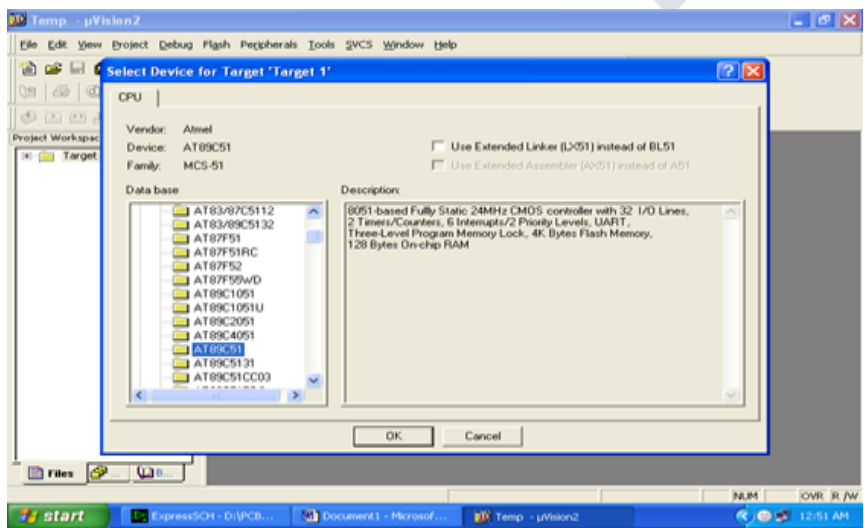 Temp - µVision2
File Edit View Project Debug Flash Peripherals Tools SVCS Window Help
Select Device for Target 'Target 1'
CPU
Vendor: Atmel
Device: AT89C51
Family: MCS-51
Use Extended Linker (LX51) instead of BL51
Use Extended Assembler (AX51) instead of A51
Project Workspac
Target
Data base
AT83/87C5112
AT83/89C5132
AT87F51
AT87F51RC
AT87F52
AT87F55WD
AT89C1051
AT89C1051U
AT89C2051
AT89C4051
AT89C51
AT89C5131
AT89C51CC03
Description:
8051-based Fully Static 24MHz CMOS controller with 32 I/O Lines,
2 Timers/Counters, 6 Interrupts/2 Priority Levels, UART,
Three-Level Program Memory Lock, 4K Bytes Flash Memory,
128 Bytes On-chip RAM
OK Cancel
Files ... B...
NUM OVR R/W
start ExpressSCH - D:\PCB... Document1 - Microsof... Temp - µVision2 12:51 AM